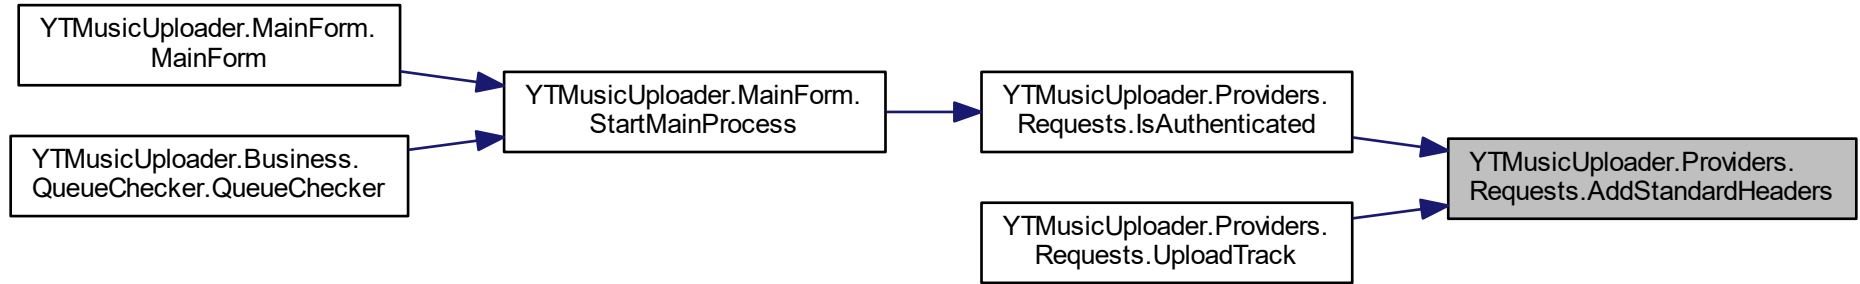 YTMusicUploader.MainForm.
MainForm
YTMusicUploader.Business.
QueueChecker.QueueChecker
YTMusicUploader.MainForm.
StartMainProcess
YTMusicUploader.Providers.
Requests.IsAuthenticated
YTMusicUploader.Providers.
Requests.UploadTrack
YTMusicUploader.Providers.
Requests.AddStandardHeaders